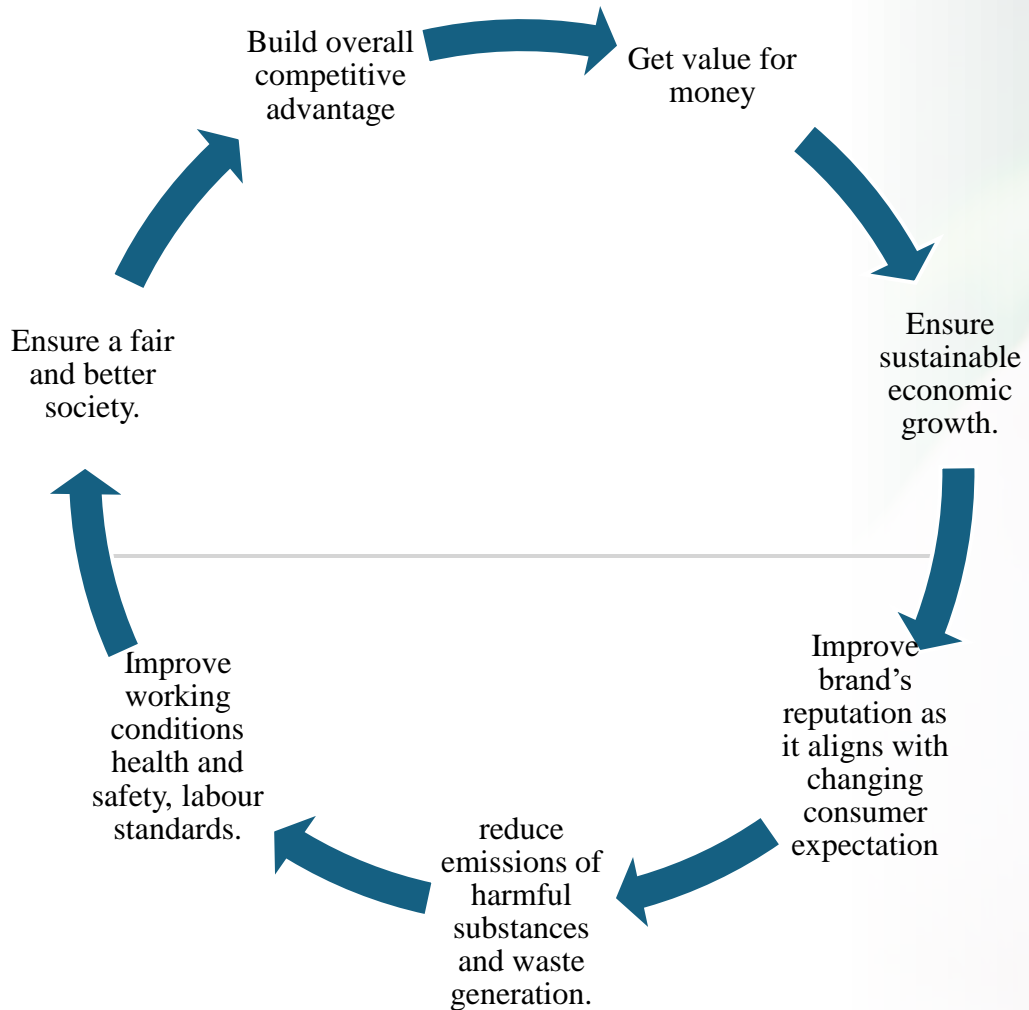 Build overall
competitive
advantage
Get value for
money
Ensure
sustainable
economic
growth.
Improve
brand’s
reputation as
it aligns with
changing
consumer
expectation
reduce
emissions of
harmful
substances
and waste
generation.
Improve
working
conditions
health and
safety, labour
standards.
Ensure a fair
and better
society.